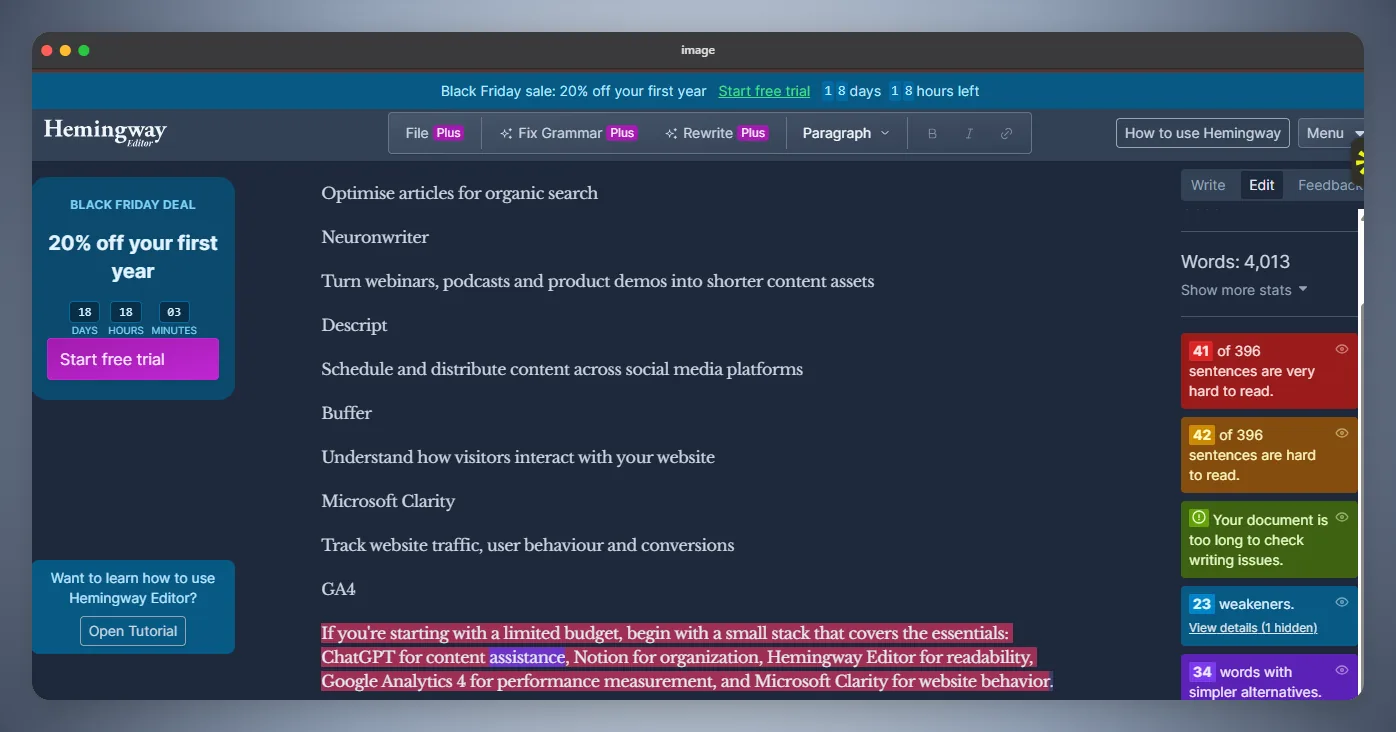 image
Black Friday sale: 20% off your first year Start free trial 18 days 18 hours left
Hemingway
Editor
File Plus Fix Grammar Plus Rewrite Plus Paragraph B I
How to use Hemingway Menu
BLACK FRIDAY DEAL
20% off your first
year
18 18 03
DAYS HOURS MINUTES
Start free trial
Want to learn how to use
Hemingway Editor?
Open Tutorial
Optimise articles for organic search
Neuronwriter
Turn webinars, podcasts and product demos into shorter content assets
Descript
Schedule and distribute content across social media platforms
Buffer
Understand how visitors interact with your website
Microsoft Clarity
Track website traffic, user behaviour and conversions
GA4
If you're starting with a limited budget, begin with a small stack that covers the essentials:
ChatGPT for content assistance, Notion for organization, Hemingway Editor for readability,
Google Analytics 4 for performance measurement, and Microsoft Clarity for website behavior.
Write Edit Feedback
Words: 4,013
Show more stats
41 of 396
sentences are very
hard to read.
42 of 396
sentences are hard
to read.
Your document is
too long to check
writing issues.
23 weakeners.
View details (1 hidden)
34 words with
simpler alternatives.